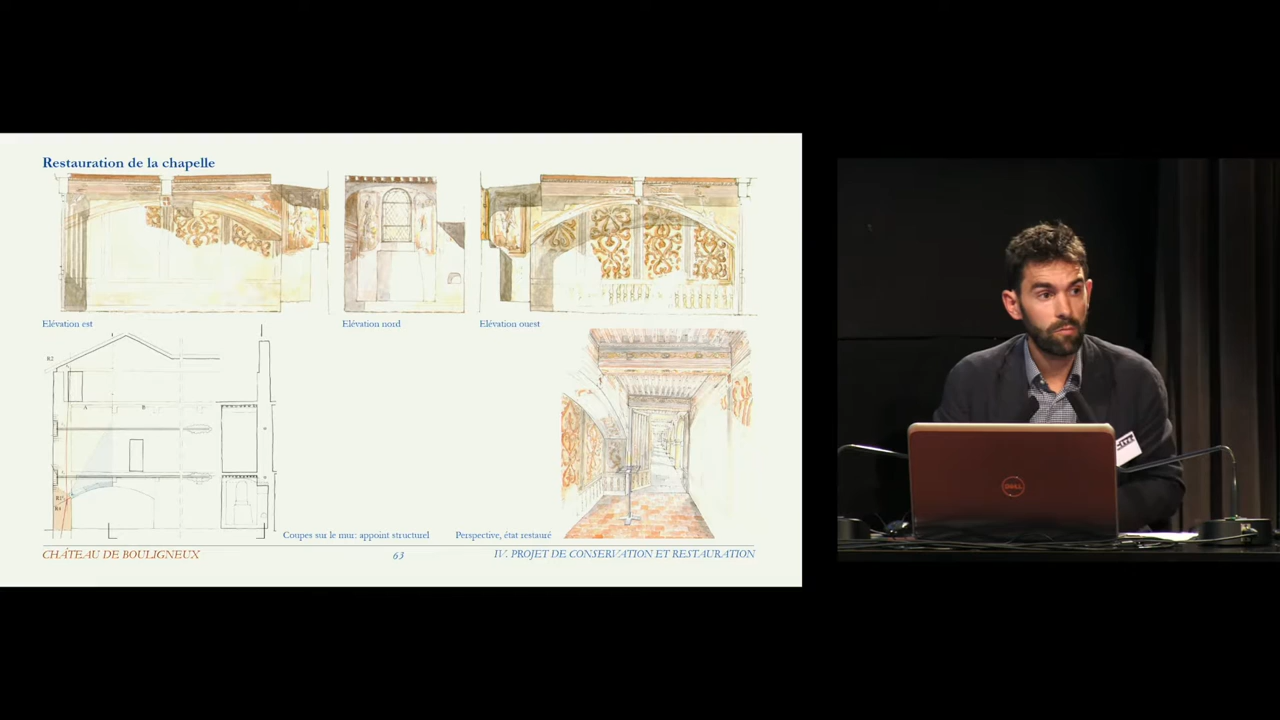 Restauration de la chapelle
Elévation est
Elévation nord
Elévation ouest
R2
A
B
Coupes sur le mur: appoint structurel
Perspective, état restauré
CHÂTEAU DE BOULIGNEUX
63
IV. PROJET DE CONSERVATION ET RESTAURATION
DELL